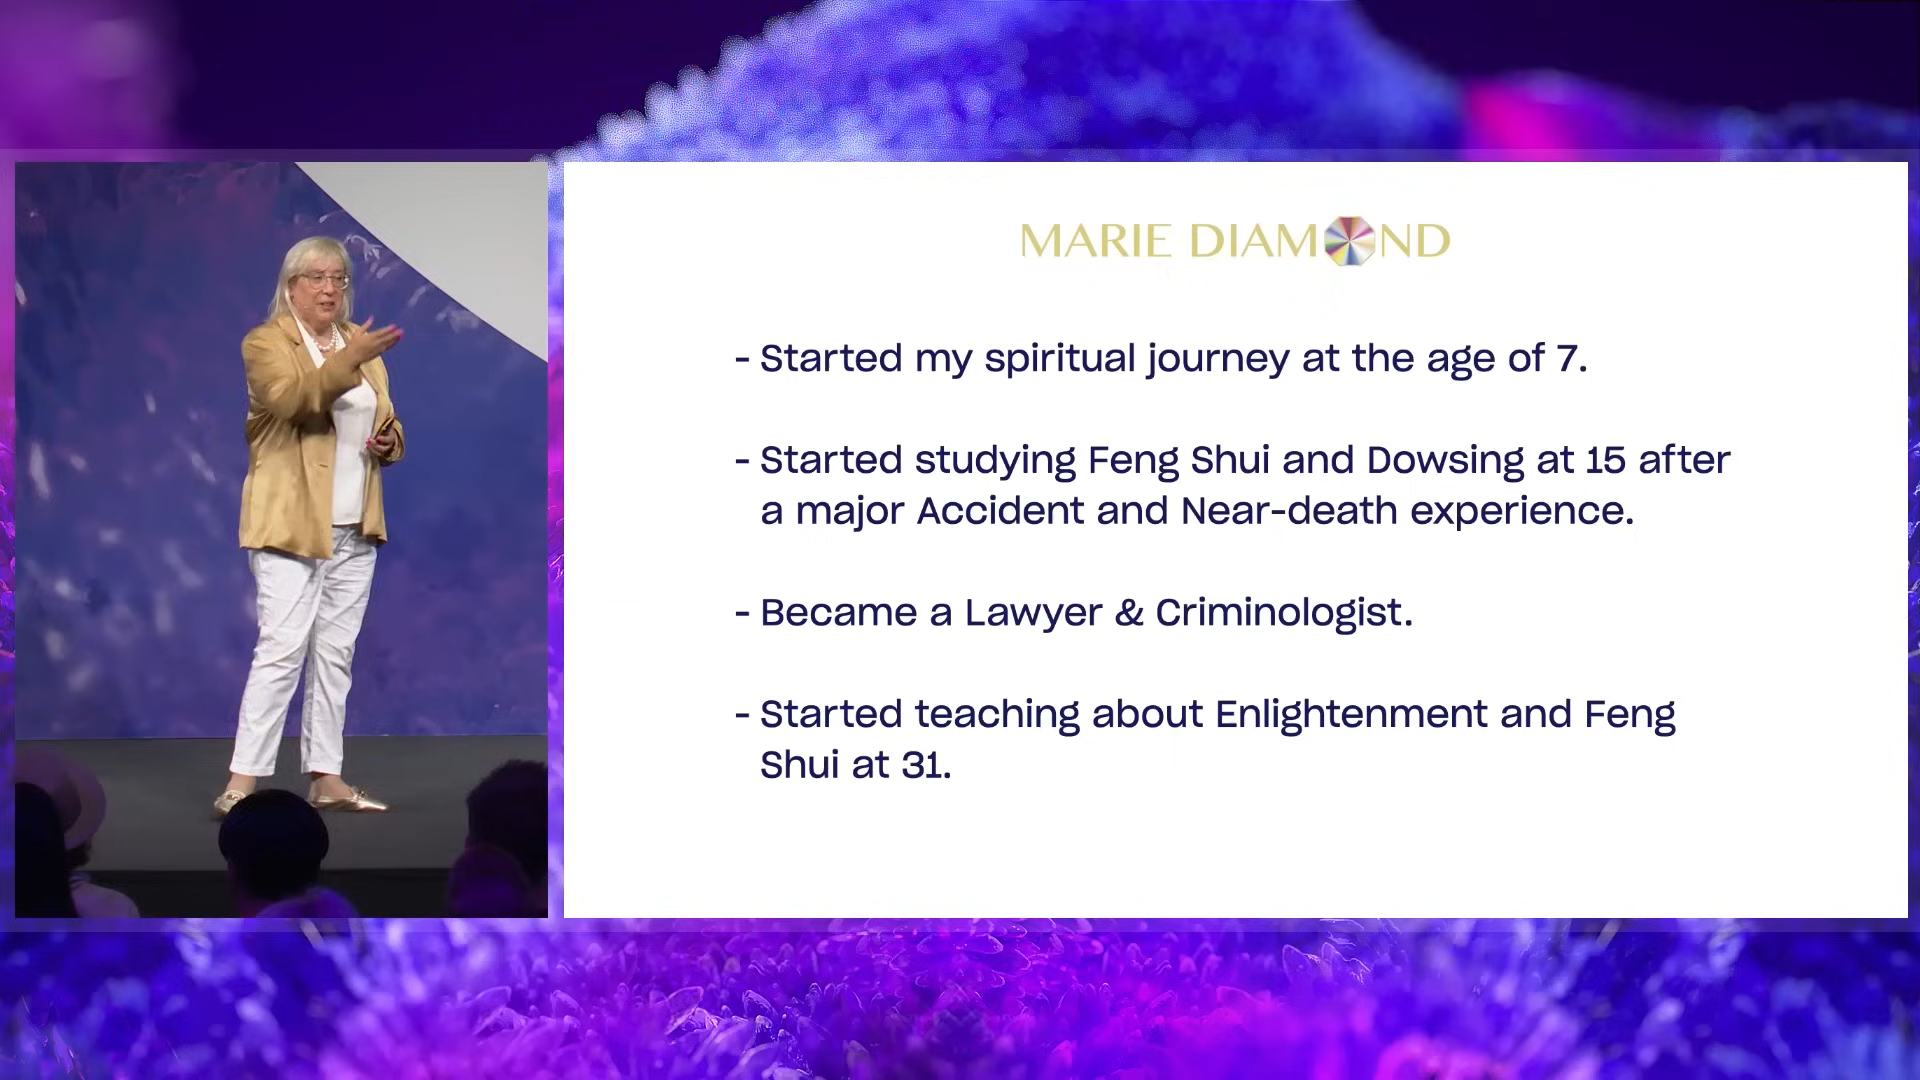 MARIE DIAMOND
- Started my spiritual journey at the age of 7.
- Started studying Feng Shui and Dowsing at 15 after
a major Accident and Near-death experience.
- Became a Lawyer & Criminologist.
- Started teaching about Enlightenment and Feng
Shui at 31.